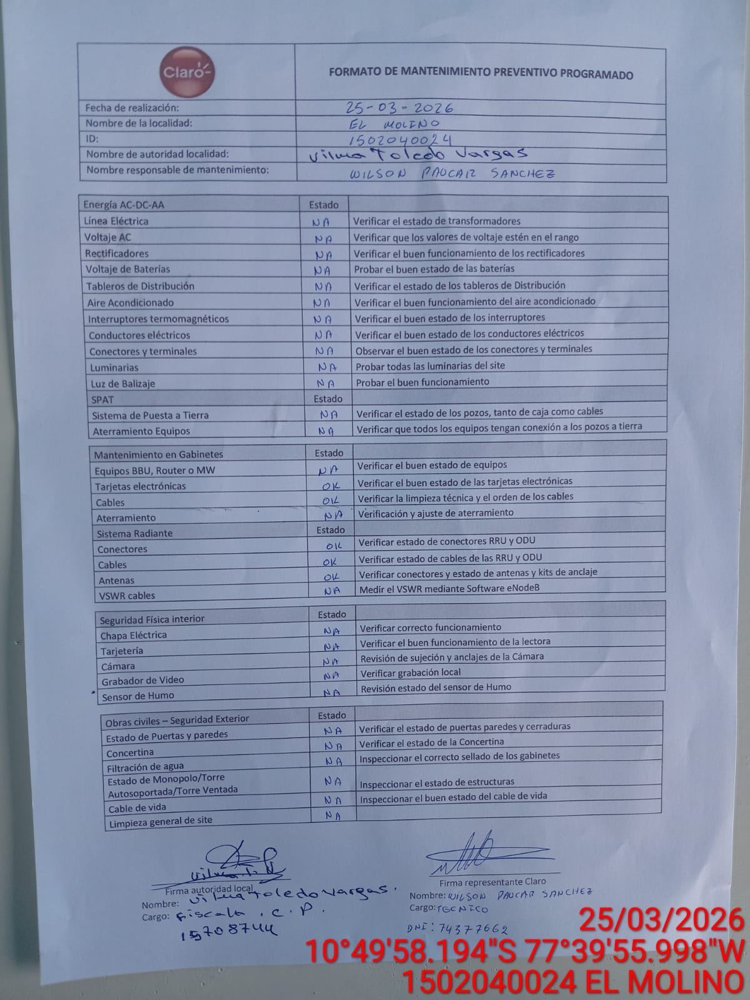 Claro
FORMATO DE MANTENIMIENTO PREVENTIVO PROGRAMADO
Fecha de realización: 25-03-2026
Nombre de la localidad: EL MOLINO
ID: 1502040024
Nombre de autoridad localidad: Vilma Toledo Vargas
Nombre responsable de mantenimiento: WILSON PAUCAR SANCHEZ
Energía AC-DC-AA Estado
Línea Eléctrica NA Verificar el estado de transformadores
Voltaje AC NA Verificar que los valores de voltaje estén en el rango
Rectificadores NA Verificar el buen funcionamiento de los rectificadores
Voltaje de Baterías NA Probar el buen estado de las baterías
Tableros de Distribución NA Verificar el estado de los tableros de Distribución
Aire Acondicionado NA Verificar el buen funcionamiento del aire acondicionado
Interruptores termomagnéticos NA Verificar el buen estado de los interruptores
Conductores eléctricos NA Verificar el buen estado de los conductores eléctricos
Conectores y terminales NA Observar el buen estado de los conectores y terminales
Luminarias NA Probar todas las luminarias del site
Luz de Balizaje NA Probar el buen funcionamiento
SPAT Estado
Sistema de Puesta a Tierra NA Verificar el estado de los pozos, tanto de caja como cables
Aterramiento Equipos NA Verificar que todos los equipos tengan conexión a los pozos a tierra
Mantenimiento en Gabinetes Estado
Equipos BBU, Router o MW NA Verificar el buen estado de equipos
Tarjetas electrónicas OK Verificar el buen estado de las tarjetas electrónicas
Cables OK Verificar la limpieza técnica y el orden de los cables
Aterramiento NA Verificación y ajuste de aterramiento
Sistema Radiante Estado
Conectores OK Verificar estado de conectores RRU y ODU
Cables OK Verificar estado de cables de las RRU y ODU
Antenas OK Verificar conectores y estado de antenas y kits de anclaje
VSWR cables NA Medir el VSWR mediante Software eNodeB
Seguridad Física interior Estado
Chapa Eléctrica NA Verificar correcto funcionamiento
Tarjetería NA Verificar el buen funcionamiento de la lectora
Cámara NA Revisión de sujeción y anclajes de la Cámara
Grabador de Video NA Verificar grabación local
Sensor de Humo NA Revisión estado del sensor de Humo
Obras civiles – Seguridad Exterior Estado
Estado de Puertas y paredes NA Verificar el estado de puertas paredes y cerraduras
Concertina NA Verificar el estado de la Concertina
Filtración de agua NA Inspeccionar el correcto sellado de los gabinetes
Estado de Monopolo/Torre
Autosoportada/Torre Ventada NA Inspeccionar el estado de estructuras
Cable de vida NA Inspeccionar el buen estado del cable de vida
Limpieza general de site NA
Firma autoridad local
Nombre: Vilma Toledo Vargas.
Cargo: Fiscala . C . P .
15708744
Firma representante Claro
Nombre: WILSON PAUCAR SANCHEZ
Cargo: TECNICO
DNI: 74377662
25/03/2026
10°49'58.194"S 77°39'55.998"W
1502040024 EL MOLINO